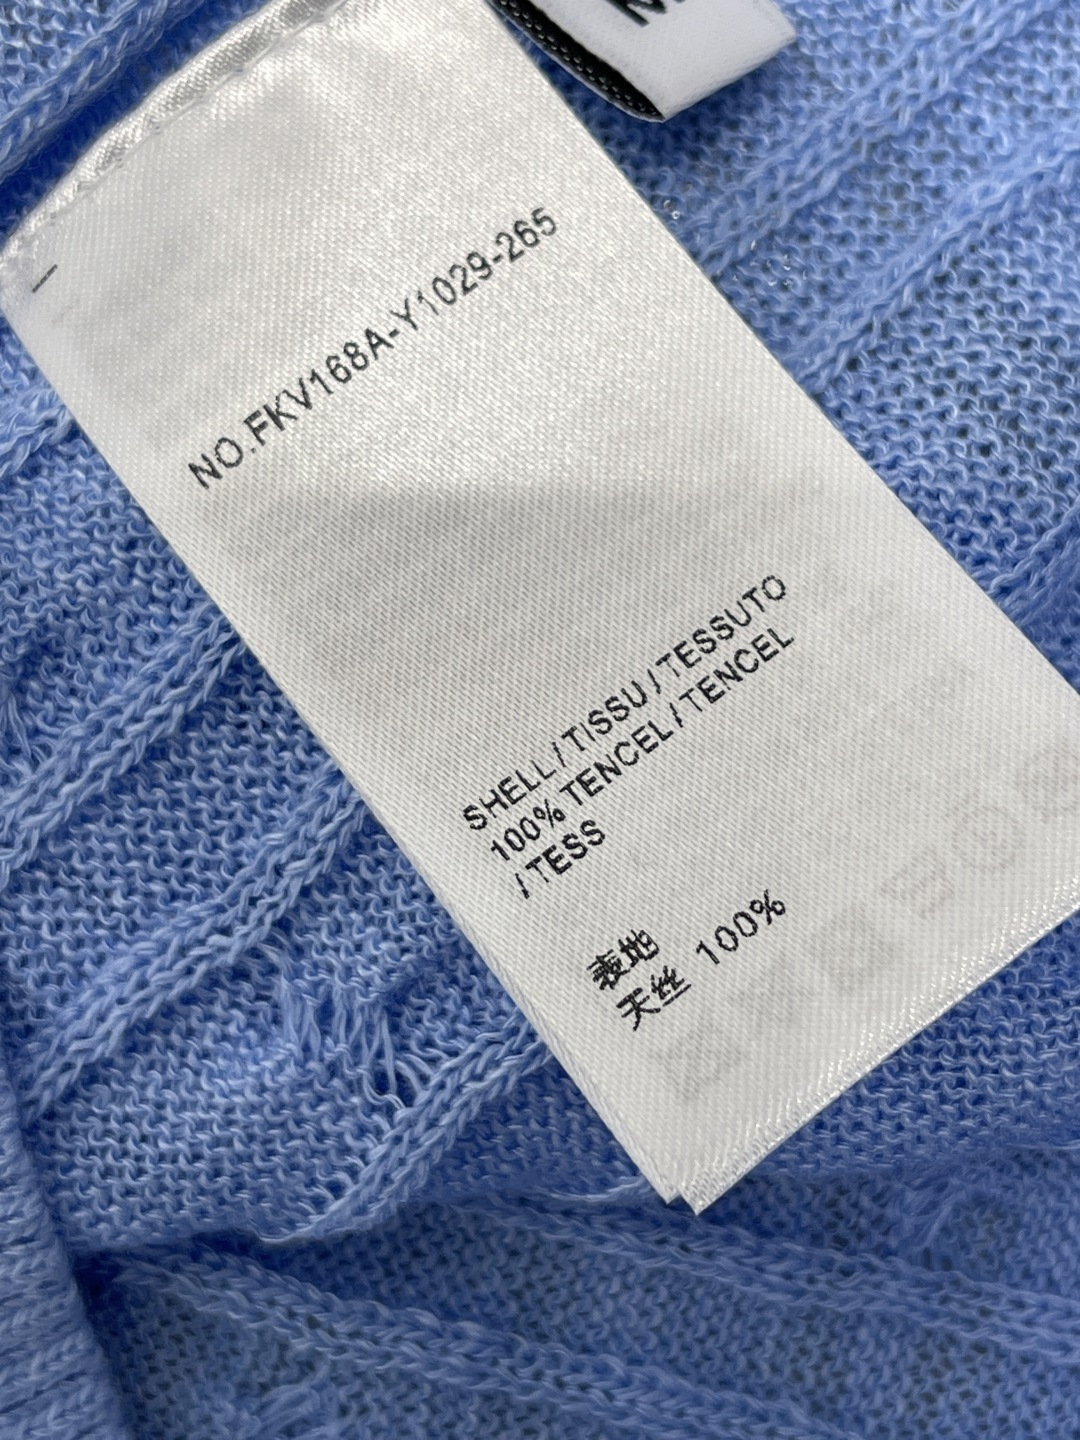 NO.FKV168A-Y1029-265
SHELL / TISSU / TESSUTO
100% TENCEL / TENCEL
/ TESS
表地
天丝 100%